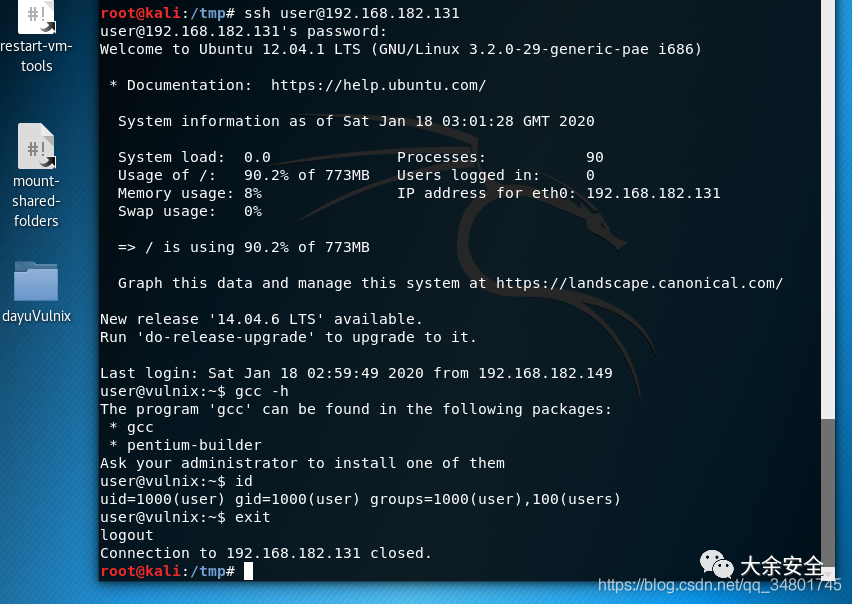 #!
restart-vm-
tools
#!
mount-
shared-
folders
dayuVulnix
root@kali:/tmp# ssh user@192.168.182.131
user@192.168.182.131's password:
Welcome to Ubuntu 12.04.1 LTS (GNU/Linux 3.2.0-29-generic-pae i686)
* Documentation:  https://help.ubuntu.com/
System information as of Sat Jan 18 03:01:28 GMT 2020
System load:  0.0               Processes:           90
Usage of /:   90.2% of 773MB   Users logged in:     0
Memory usage: 8%                IP address for eth0: 192.168.182.131
Swap usage:   0%
=> / is using 90.2% of 773MB
Graph this data and manage this system at https://landscape.canonical.com/
New release '14.04.6 LTS' available.
Run 'do-release-upgrade' to upgrade to it.
Last login: Sat Jan 18 02:59:49 2020 from 192.168.182.149
user@vulnix:~$ gcc -h
The program 'gcc' can be found in the following packages:
* gcc
* pentium-builder
Ask your administrator to install one of them
user@vulnix:~$ id
uid=1000(user) gid=1000(user) groups=1000(user),100(users)
user@vulnix:~$ exit
logout
Connection to 192.168.182.131 closed.
root@kali:/tmp#
大余安全
https://blog.csdn.net/qq_34801745